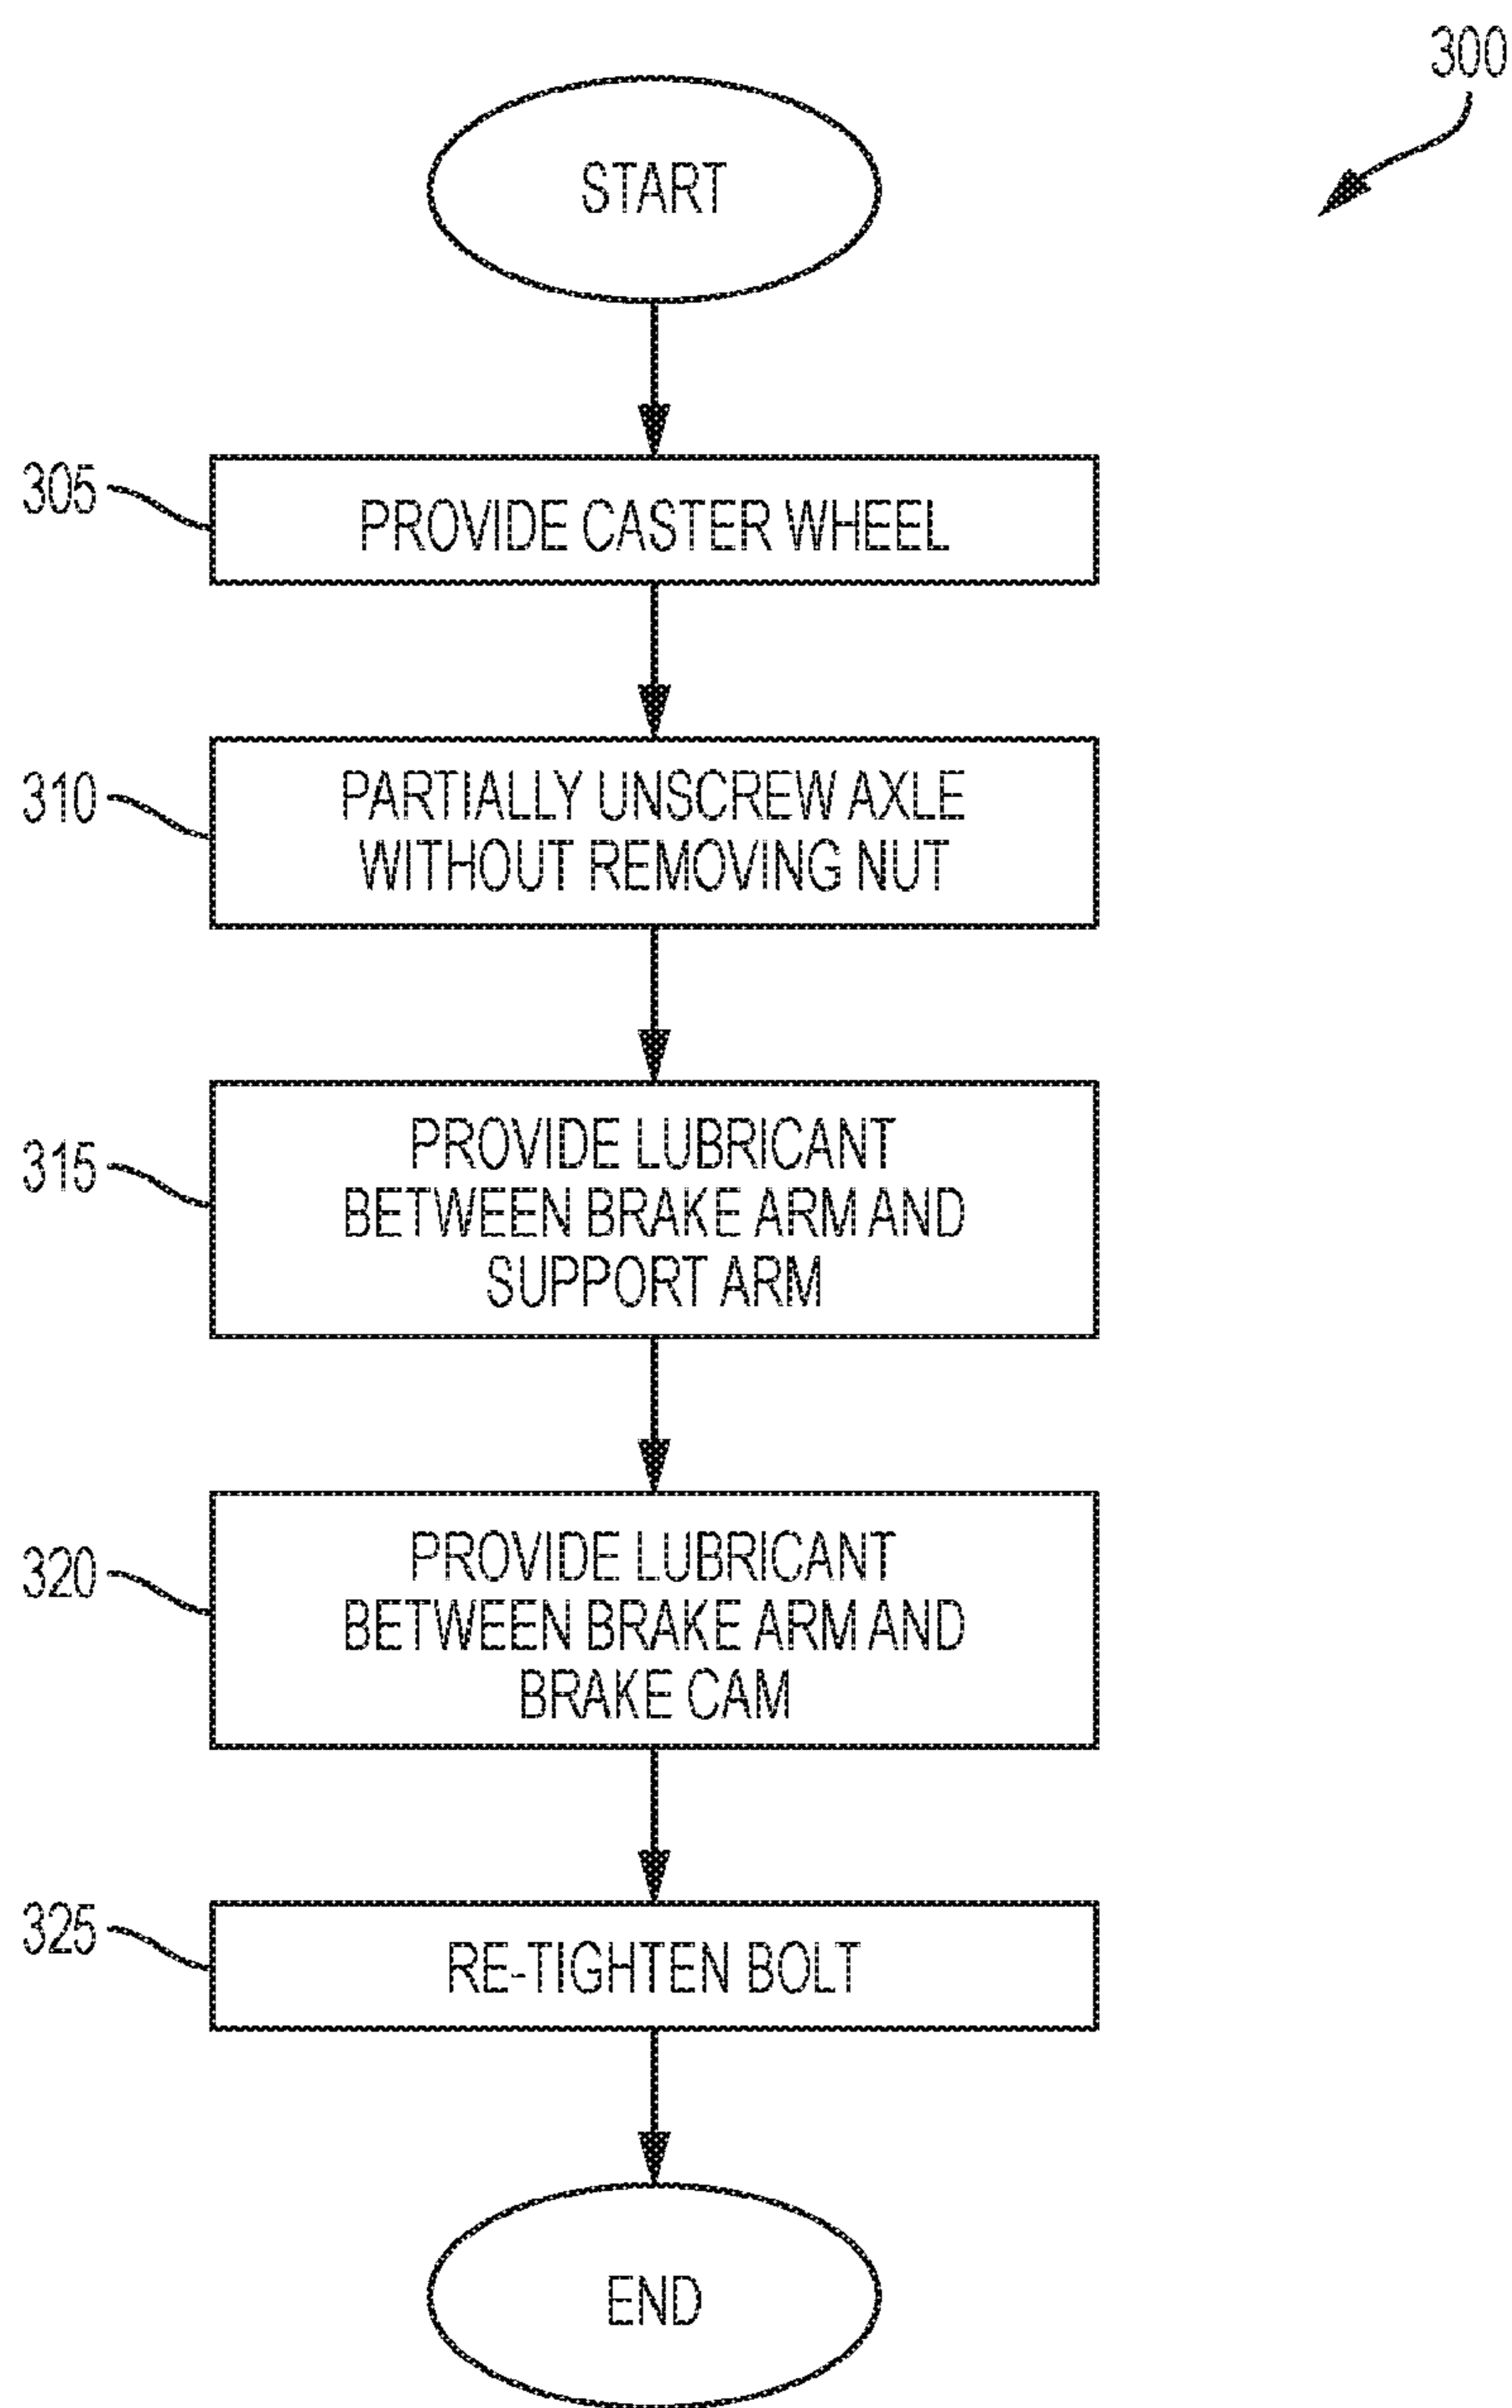 300
START
305
PROVIDE CASTER WHEEL
310
PARTIALLY UNSCREW AXLE
WITHOUT REMOVING NUT
315
PROVIDE LUBRICANT
BETWEEN BRAKE ARM AND
SUPPORT ARM
320
PROVIDE LUBRICANT
BETWEEN BRAKE ARM AND
BRAKE CAM
325
RE-TIGHTEN BOLT
END